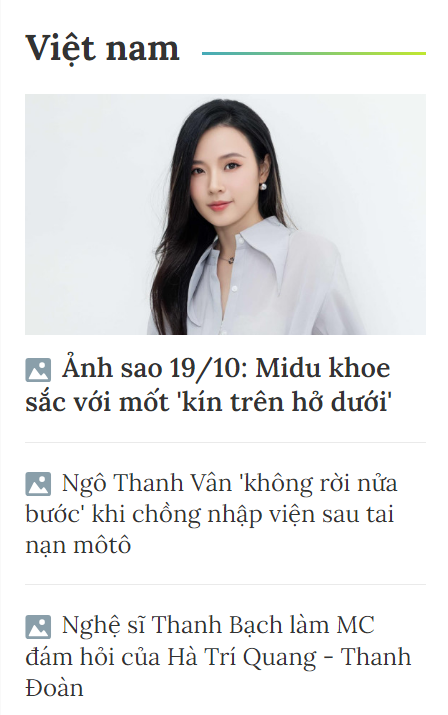 Việt nam
Ảnh sao 19/10: Midu khoe
sắc với mốt 'kín trên hở dưới'
Ngô Thanh Vân 'không rời nửa
bước' khi chồng nhập viện sau tai
nạn môtô
Nghệ sĩ Thanh Bạch làm MC
đám hỏi của Hà Trí Quang - Thanh
Đoàn